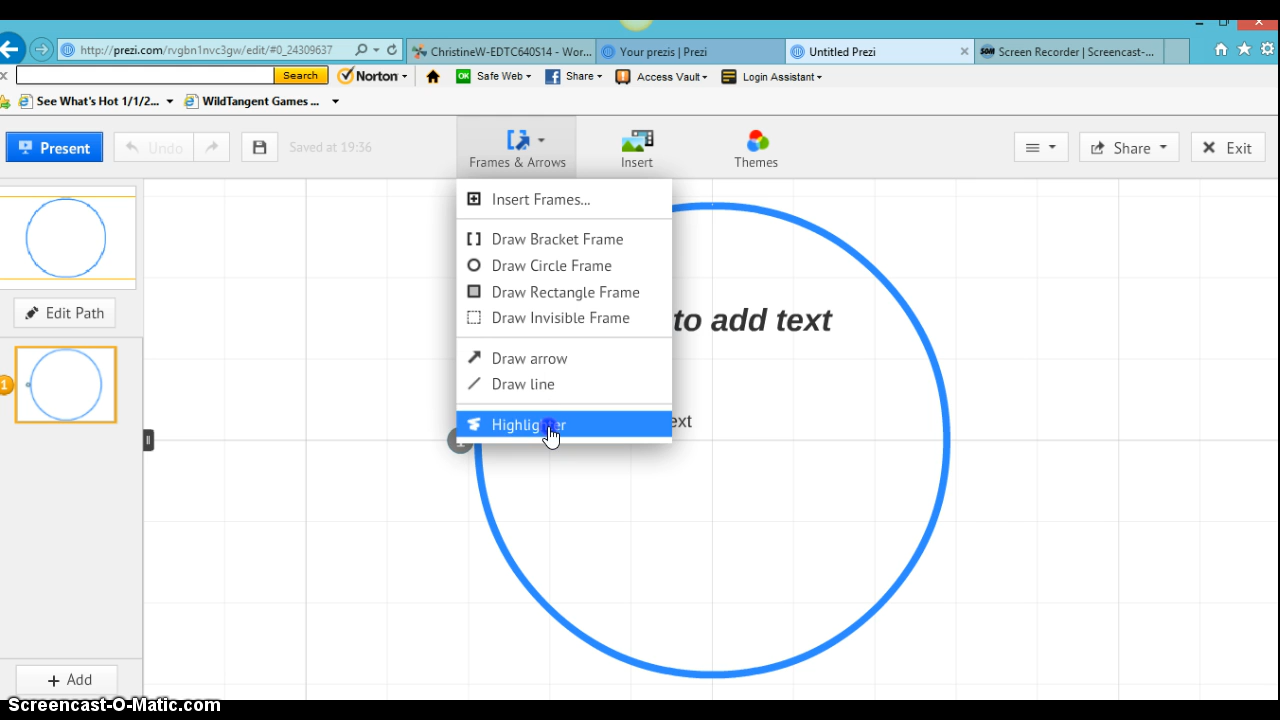 http://prezi.com/rvgbn1nvc3gw/edit/#0_24309637
ChristineW-EDTC640S14 - Wor...
Your prezis | Prezi
Untitled Prezi
Screen Recorder | Screencast-...
x
Search
Norton
OK
Safe Web
Share
Access Vault
Login Assistant
See What's Hot 1/1/2...
WildTangent Games ...
Present
Undo
Saved at 19:36
Frames & Arrows
Insert
Themes
Share
Exit
Insert Frames...
Draw Bracket Frame
Draw Circle Frame
Draw Rectangle Frame
Draw Invisible Frame
Draw arrow
Draw line
Highlighter
to add text
ext
Edit Path
1
+ Add
Screencast-O-Matic.com